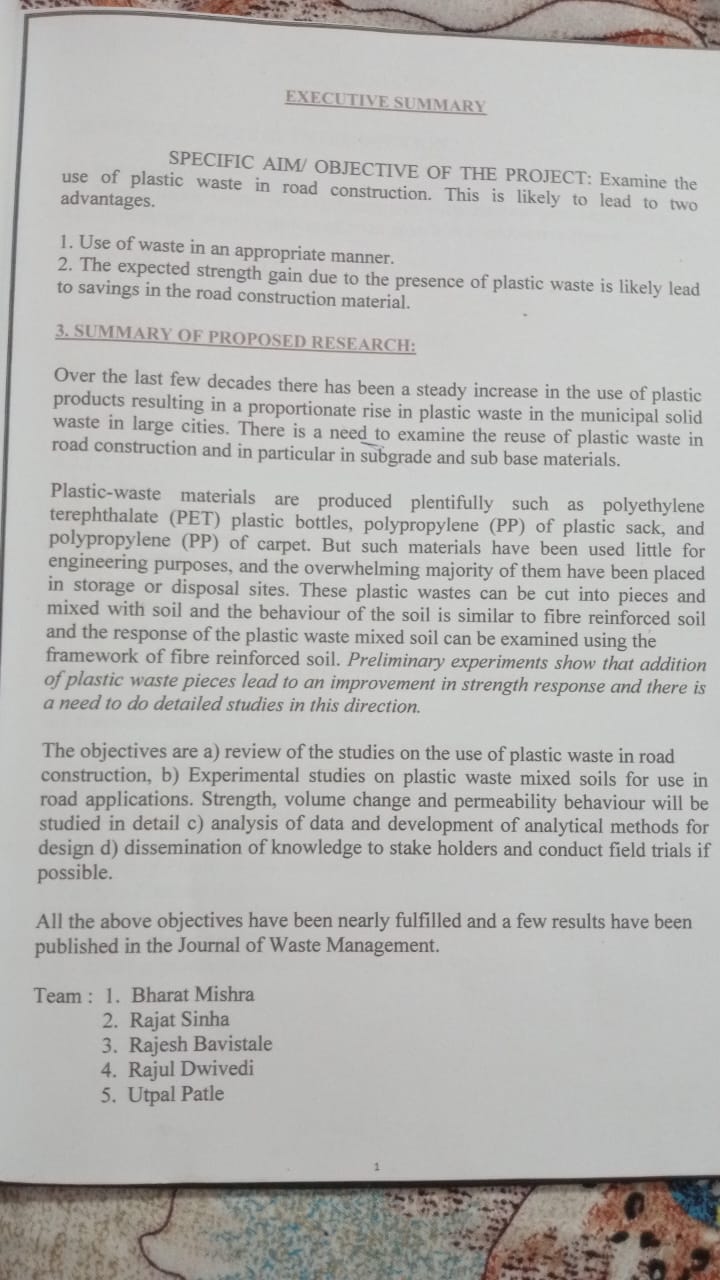 EXECUTIVE SUMMARY
SPECIFIC AIM/ OBJECTIVE OF THE PROJECT: Examine the
use of plastic waste in road construction. This is likely to lead to two
advantages.
1. Use of waste in an appropriate manner.
2. The expected strength gain due to the presence of plastic waste is likely lead
to savings in the road construction material.
3. SUMMARY OF PROPOSED RESEARCH:
Over the last few decades there has been a steady increase in the use of plastic
products resulting in a proportionate rise in plastic waste in the municipal solid
waste in large cities. There is a need to examine the reuse of plastic waste in
road construction and in particular in subgrade and sub base materials.
Plastic-waste materials are produced plentifully such as polyethylene
terephthalate (PET) plastic bottles, polypropylene (PP) of plastic sack, and
polypropylene (PP) of carpet. But such materials have been used little for
engineering purposes, and the overwhelming majority of them have been placed
in storage or disposal sites. These plastic wastes can be cut into pieces and
mixed with soil and the behaviour of the soil is similar to fibre reinforced soil
and the response of the plastic waste mixed soil can be examined using the
framework of fibre reinforced soil. Preliminary experiments show that addition
of plastic waste pieces lead to an improvement in strength response and there is
a need to do detailed studies in this direction.
The objectives are a) review of the studies on the use of plastic waste in road
construction, b) Experimental studies on plastic waste mixed soils for use in
road applications. Strength, volume change and permeability behaviour will be
studied in detail c) analysis of data and development of analytical methods for
design d) dissemination of knowledge to stake holders and conduct field trials if
possible.
All the above objectives have been nearly fulfilled and a few results have been
published in the Journal of Waste Management.
Team : 1. Bharat Mishra
2. Rajat Sinha
3. Rajesh Bavistale
4. Rajul Dwivedi
5. Utpal Patle
1